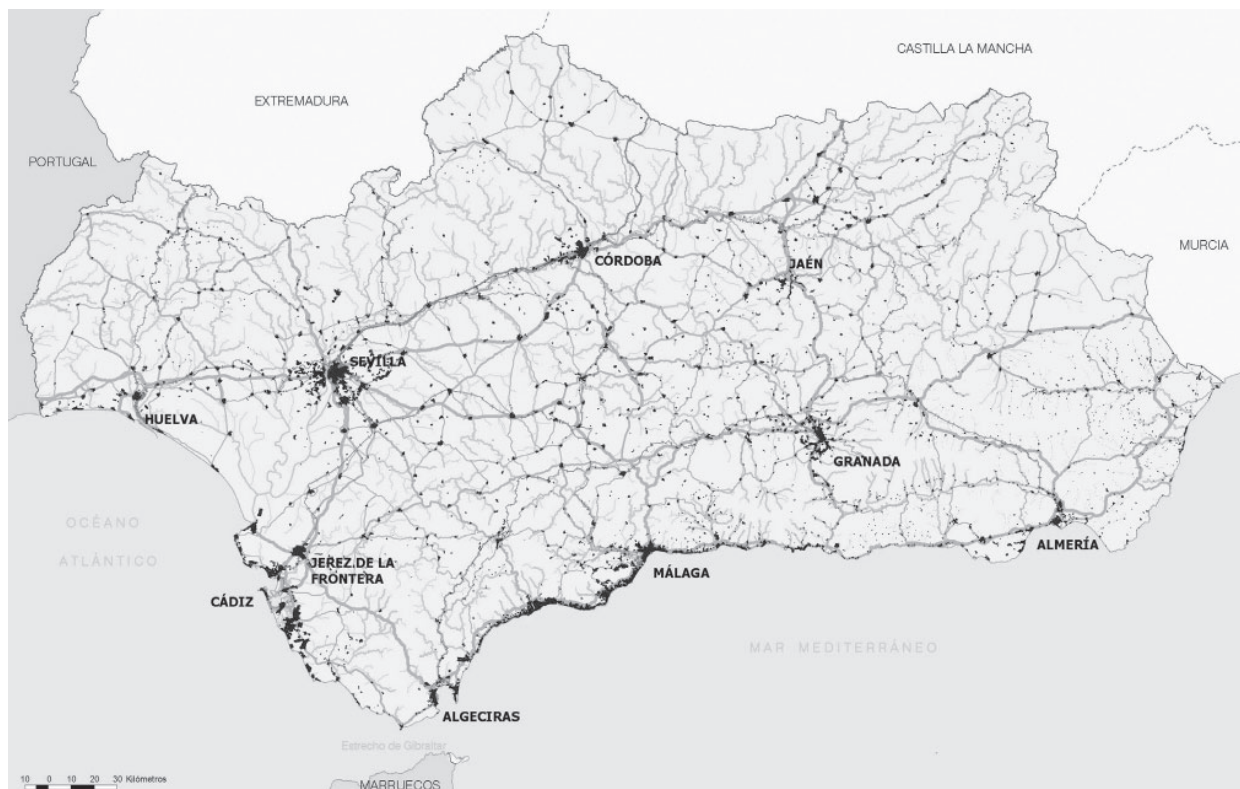 CASTILLA LA MANCHA
EXTREMADURA
PORTUGAL
MURCIA
CÓRDOBA
JAÉN
SEVILLA
HUELVA
GRANADA
OCÉANO
ATLÁNTICO
ALMERÍA
JEREZ DE LA
FRONTERA
MÁLAGA
CÁDIZ
MAR MEDITERRÁNEO
ALGECIRAS
Estrecho de Gibraltar
10 0 10 20 30 Kilómetros
MARRUECOS